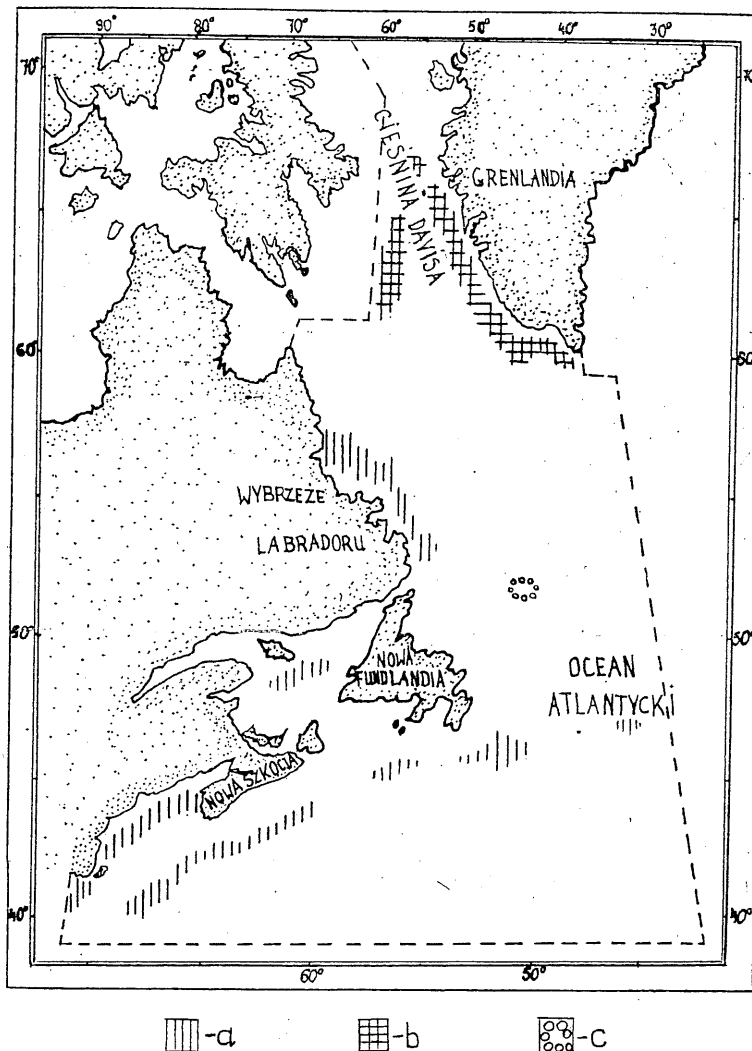 90° 80° 70° 60° 50° 40° 30°
70°
CIEŚNINA DAVISA
GRENLANDIA
60°
60°
WYBRZEŻE
LABRADORU
50°
50°
NOWA
FUNDLANDIA
OCEAN
ATLANTYCKI
NOWA SZKOCJA
40°
40°
60° 50°
-a -b -c